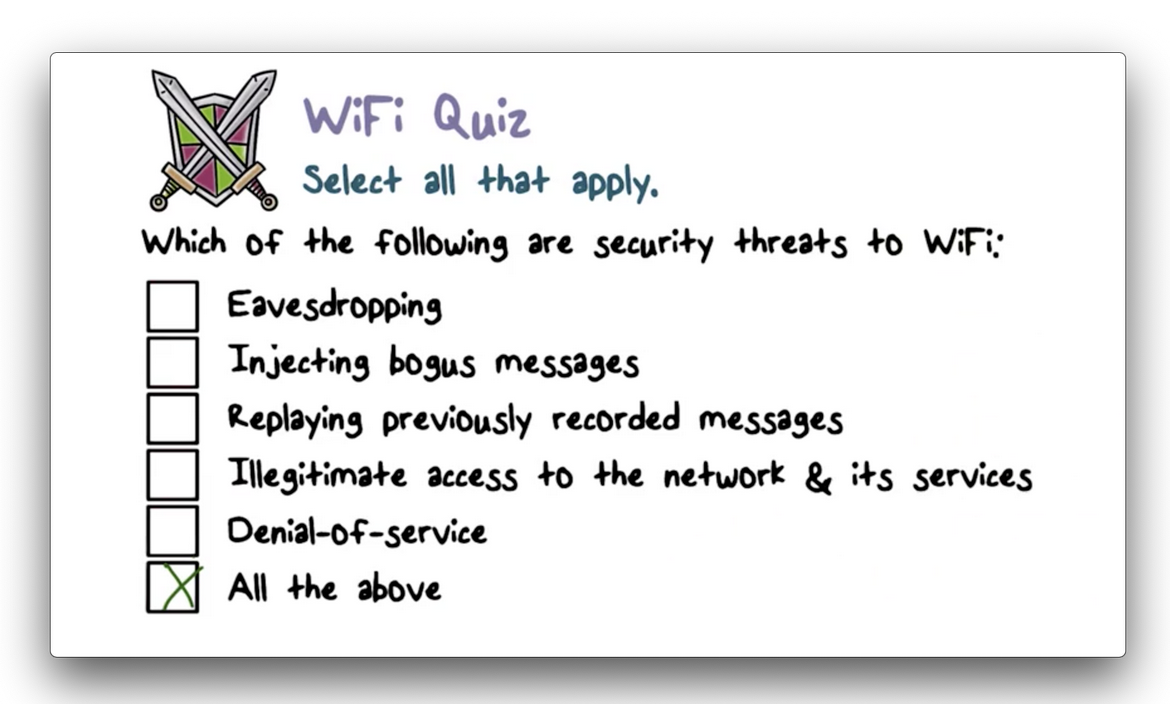 WiFi Quiz
Select all that apply.
Which of the following are security threats to WiFi:
Eavesdropping
Injecting bogus messages
Replaying previously recorded messages
Illegitimate access to the network & its services
Denial-of-service
All the above